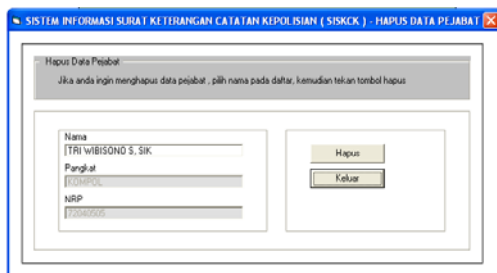 SISTEM INFORMASI SURAT KETERANGAN CATATAN KEPOLISIAN ( SISKCK ) - HAPUS DATA PEJABAT
Hapus Data Pejabat
Jika anda ingin menghapus data pejabat , pilih nama pada daftar, kemudian tekan tombol hapus
Nama
TRI WIBISONO S, SIK
Pangkat
KOMPOL
NRP
72040505
Hapus
Keluar